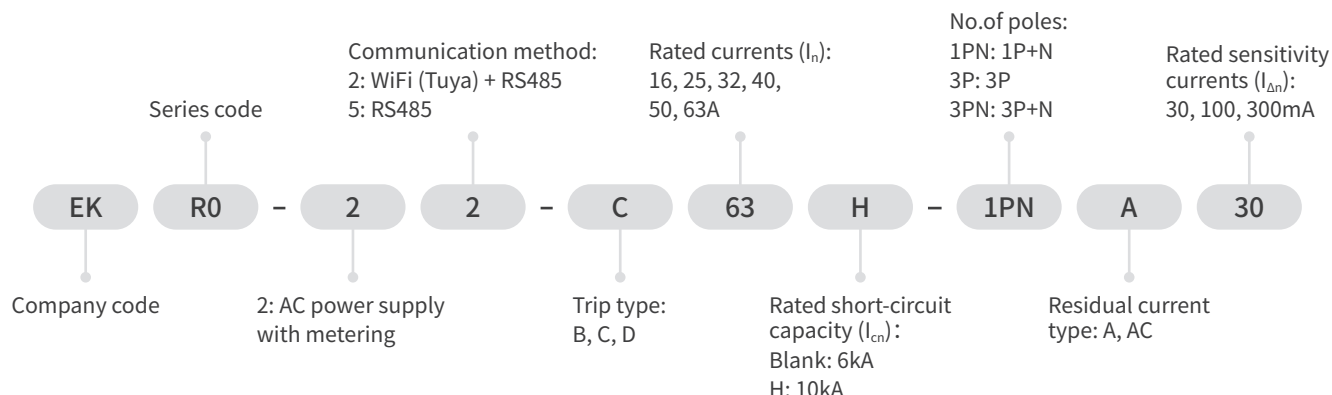 No.of poles:
1PN: 1P+N
3P: 3P
3PN: 3P+N
Communication method:
2: WiFi (Tuya) + RS485
5: RS485
Rated currents (Iₙ):
16, 25, 32, 40,
50, 63A
Rated sensitivity
currents (IΔn):
30, 100, 300mA
Series code
EK R0 – 2 2 – C 63 H – 1PN A 30
Company code
2: AC power supply
with metering
Trip type:
B, C, D
Rated short-circuit
capacity (Icn):
Blank: 6kA
H: 10kA
Residual current
type: A, AC